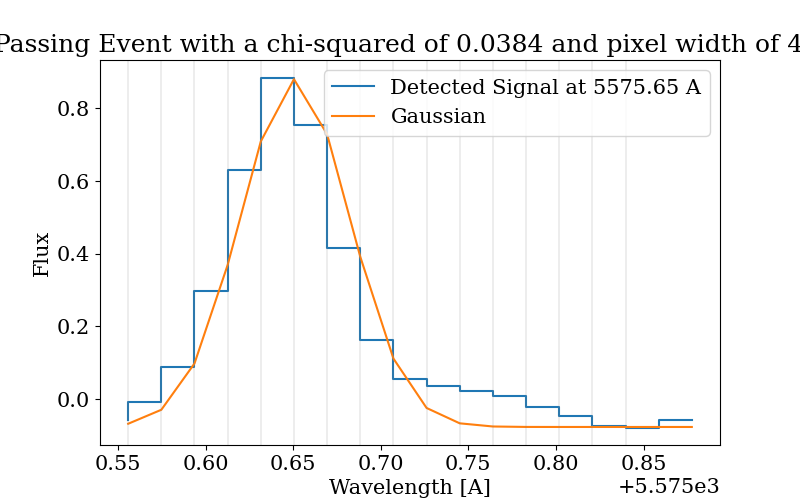 Passing Event with a chi-squared of 0.0384 and pixel width of 4
Detected Signal at 5575.65 A
Gaussian
Flux
0.8
0.6
0.4
0.2
0.0
0.55 0.60 0.65 0.70 0.75 0.80 0.85
+5.575e3
Wavelength [A]